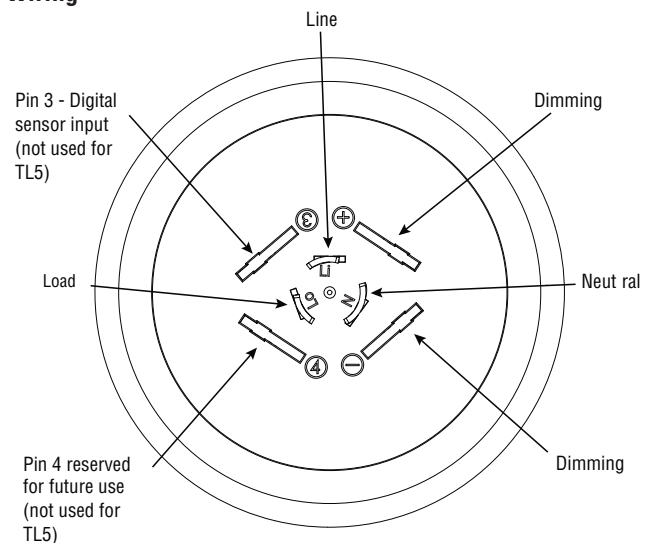 Wiring
Line
Pin 3 - Digital
sensor input
(not used for
TL5)
Dimming
3
+
Li
Load
Lo
N
Neut ral
4
−
Pin 4 reserved
for future use
(not used for
TL5)
Dimming